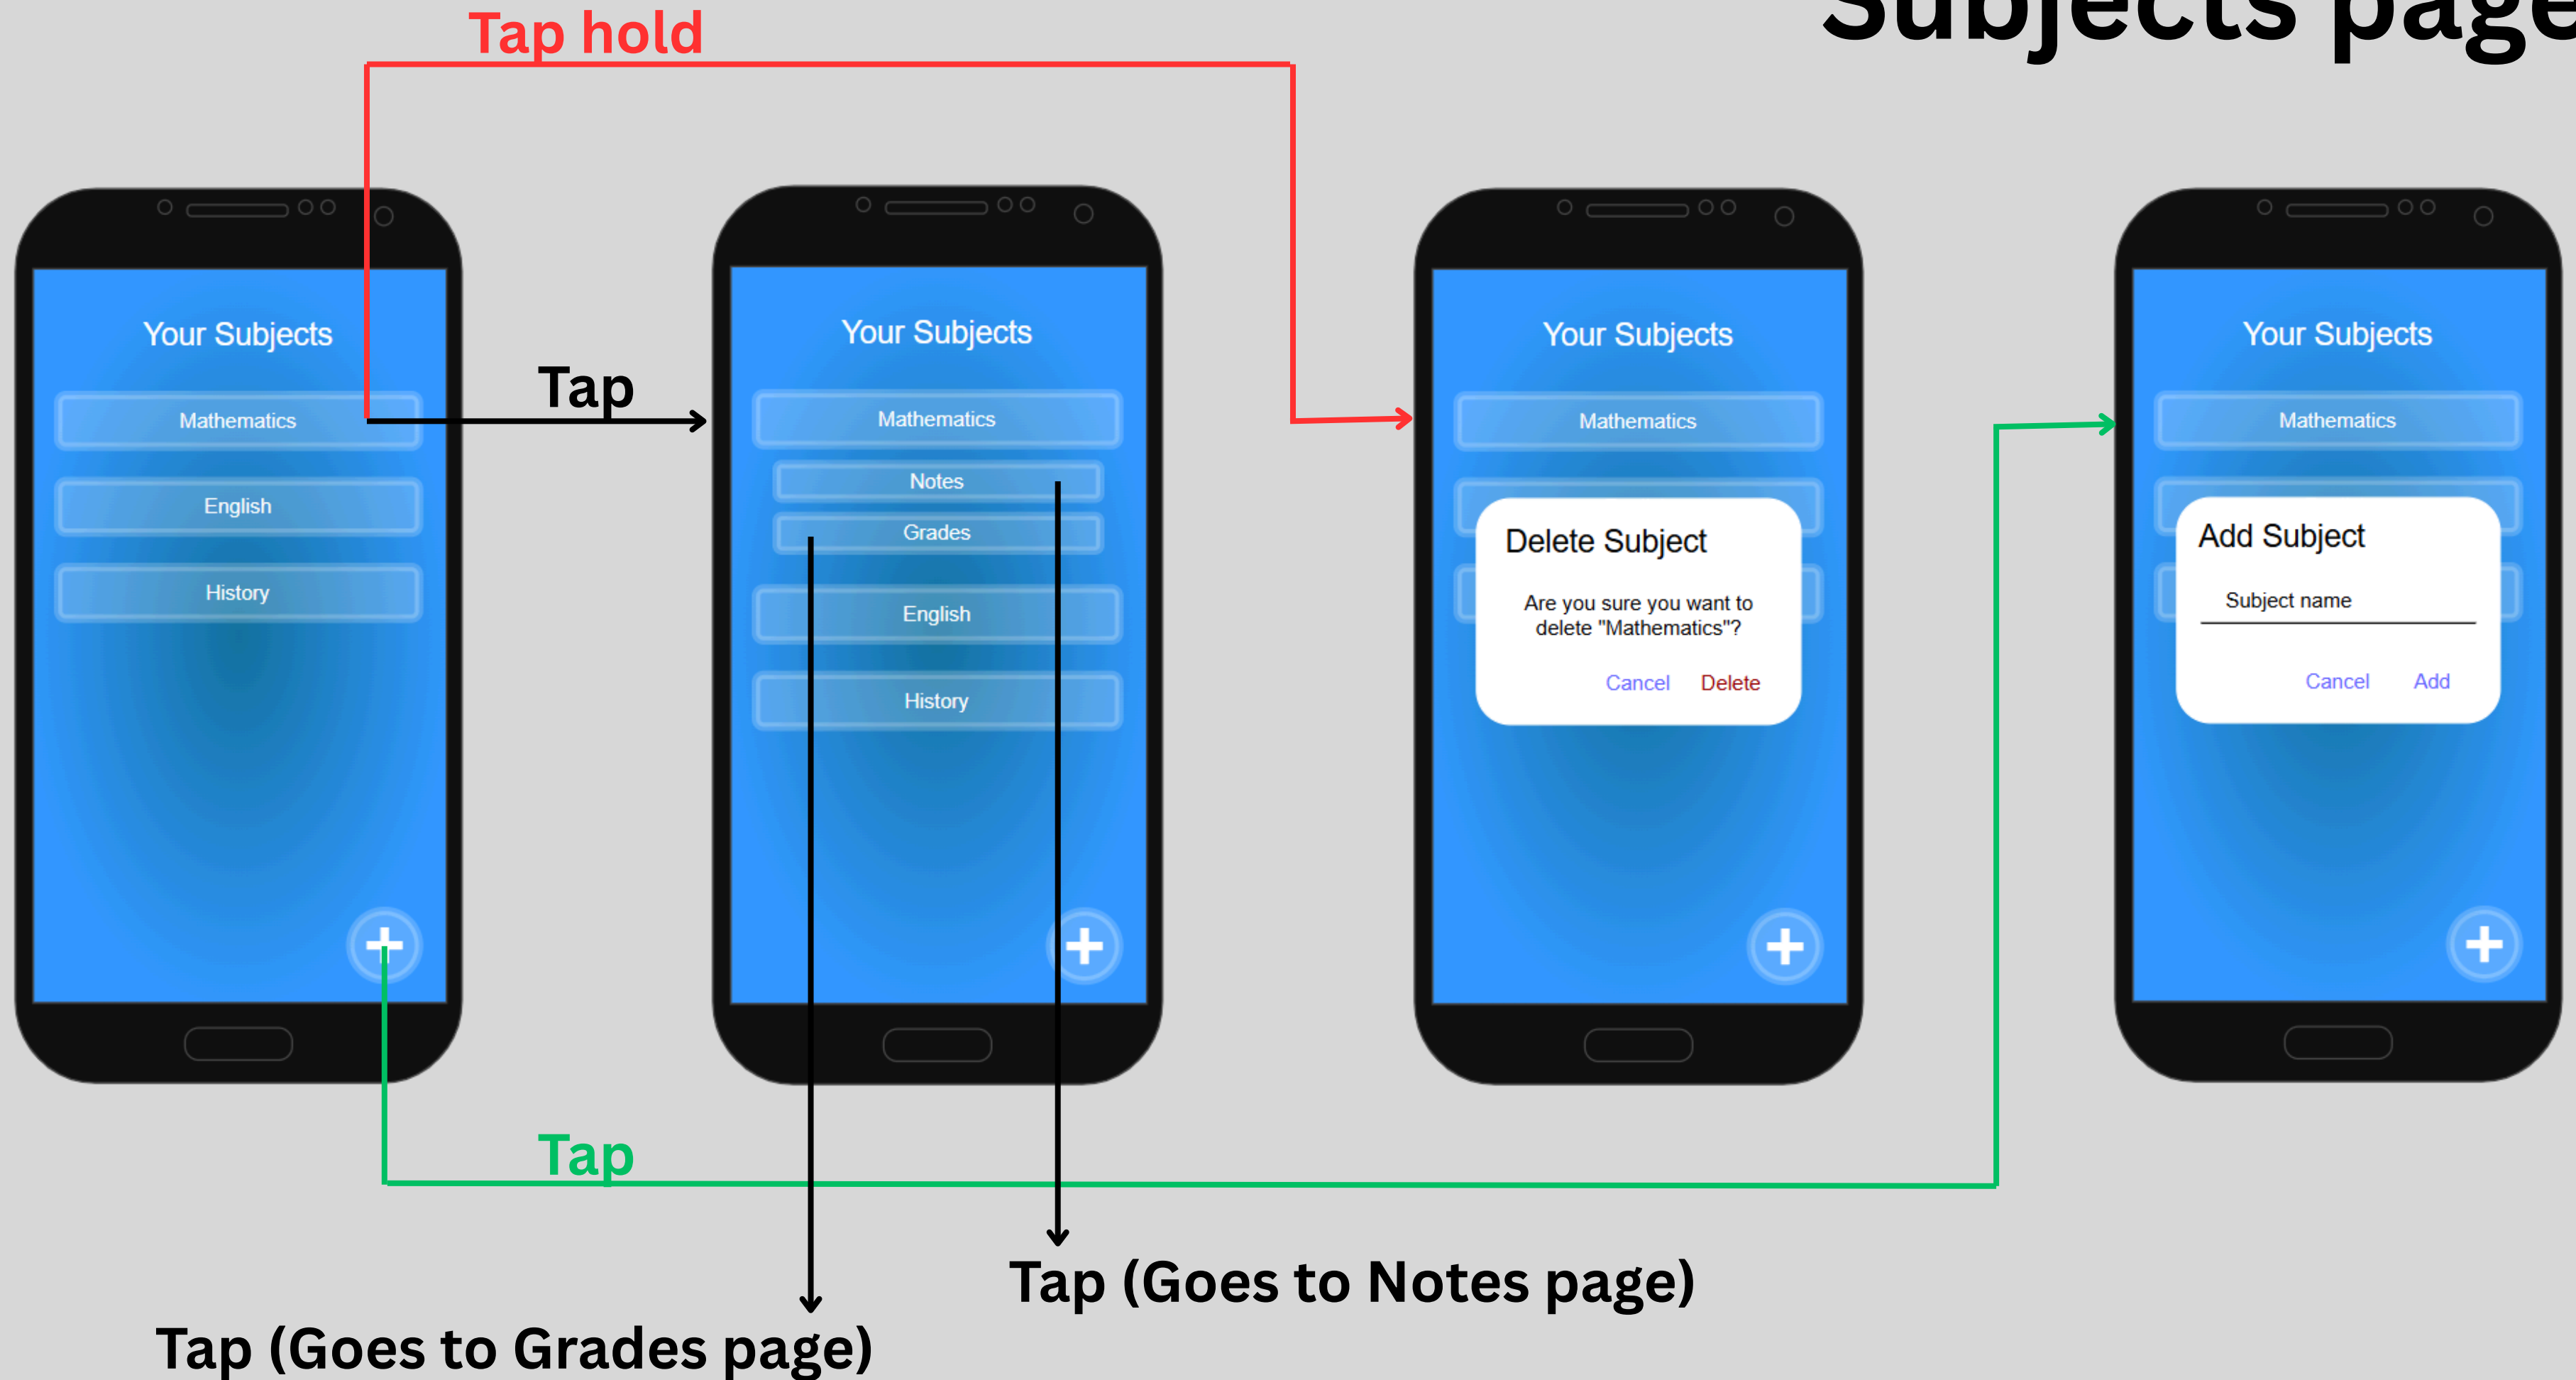 Subjects page
Tap hold
Your Subjects
Mathematics
English
History
Tap
Your Subjects
Mathematics
Notes
Grades
English
History
Your Subjects
Mathematics
Delete Subject
Are you sure you want to
delete "Mathematics"?
Cancel Delete
Your Subjects
Mathematics
Add Subject
Subject name
Cancel Add
Tap
Tap (Goes to Notes page)
Tap (Goes to Grades page)